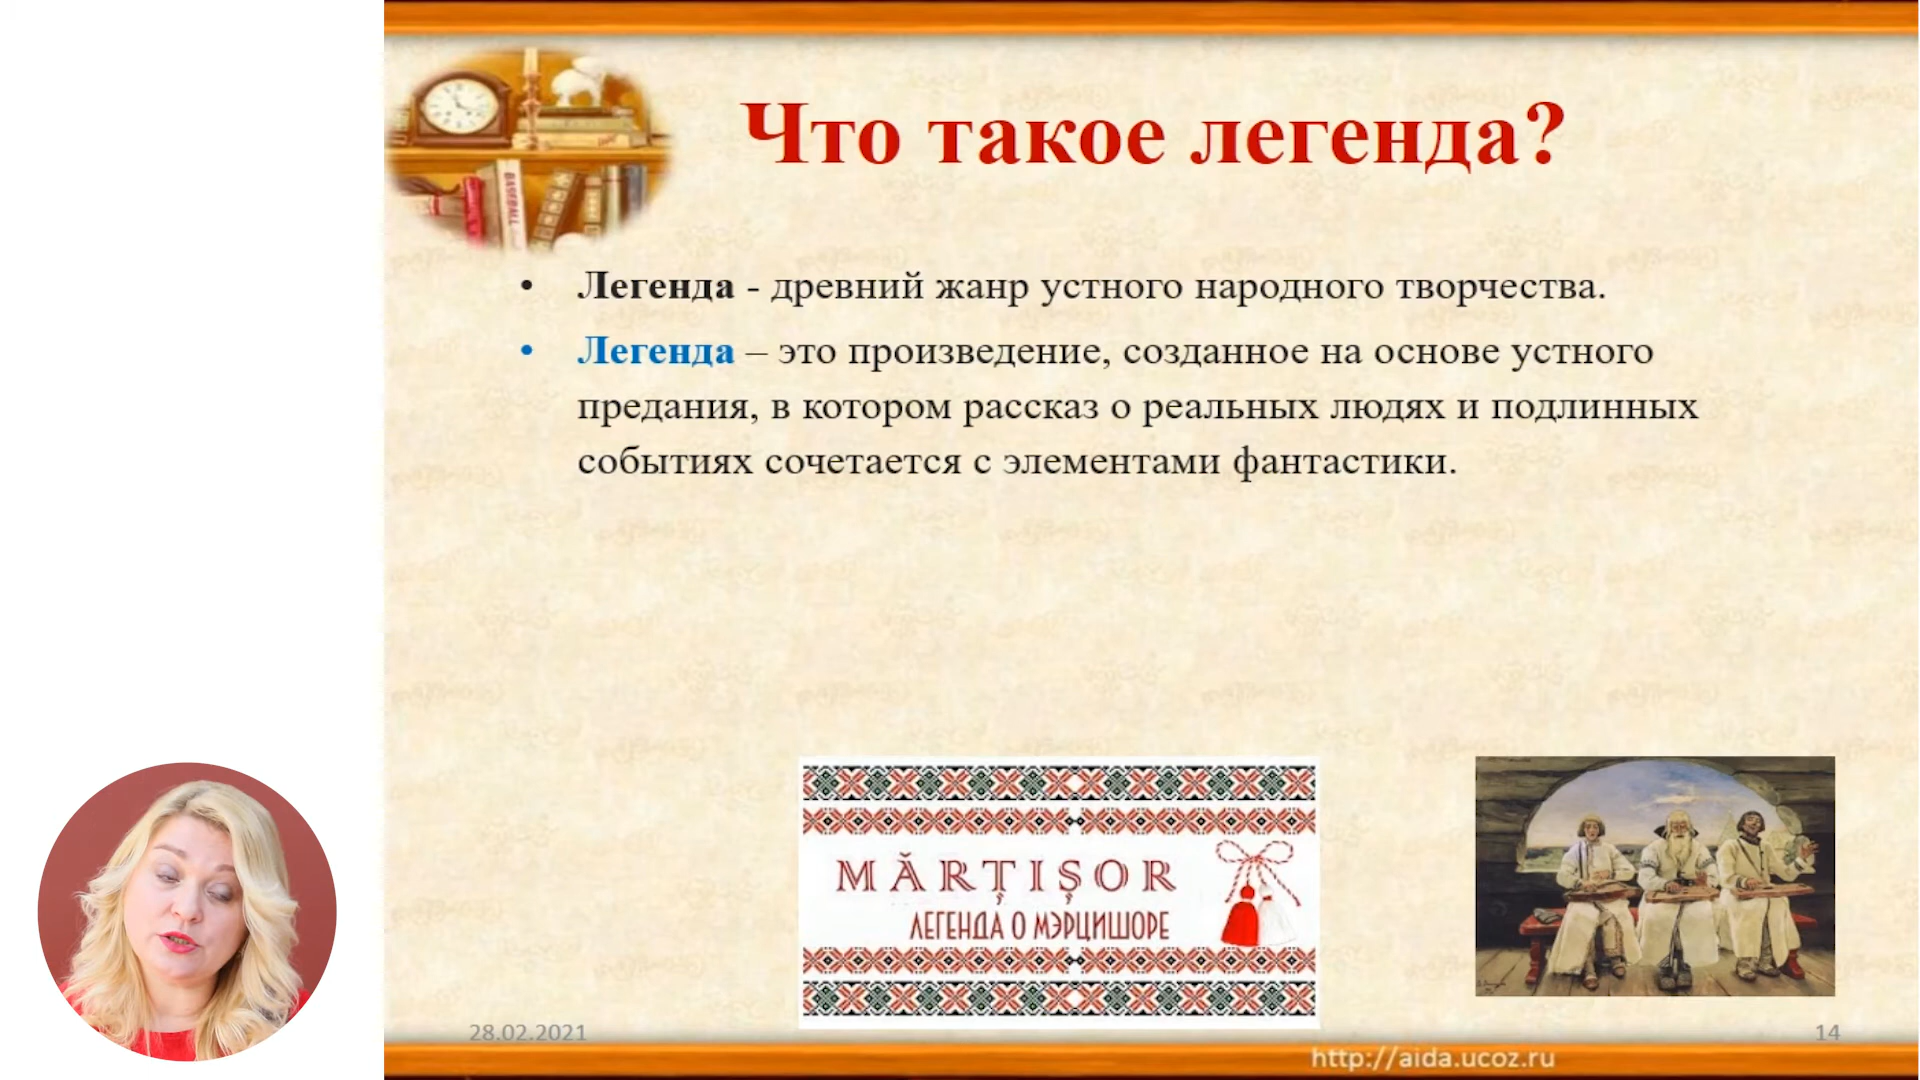 Что такое легенда?
BASEBALL
• Легенда - древний жанр устного народного творчества.
• Легенда – это произведение, созданное на основе устного
предания, в котором рассказ о реальных людях и подлинных
событиях сочетается с элементами фантастики.
MĂRȚIȘOR
ЛЕГЕНДА О МЭРЦИШОРЕ
28.02.2021
14
http://aida.ucoz.ru